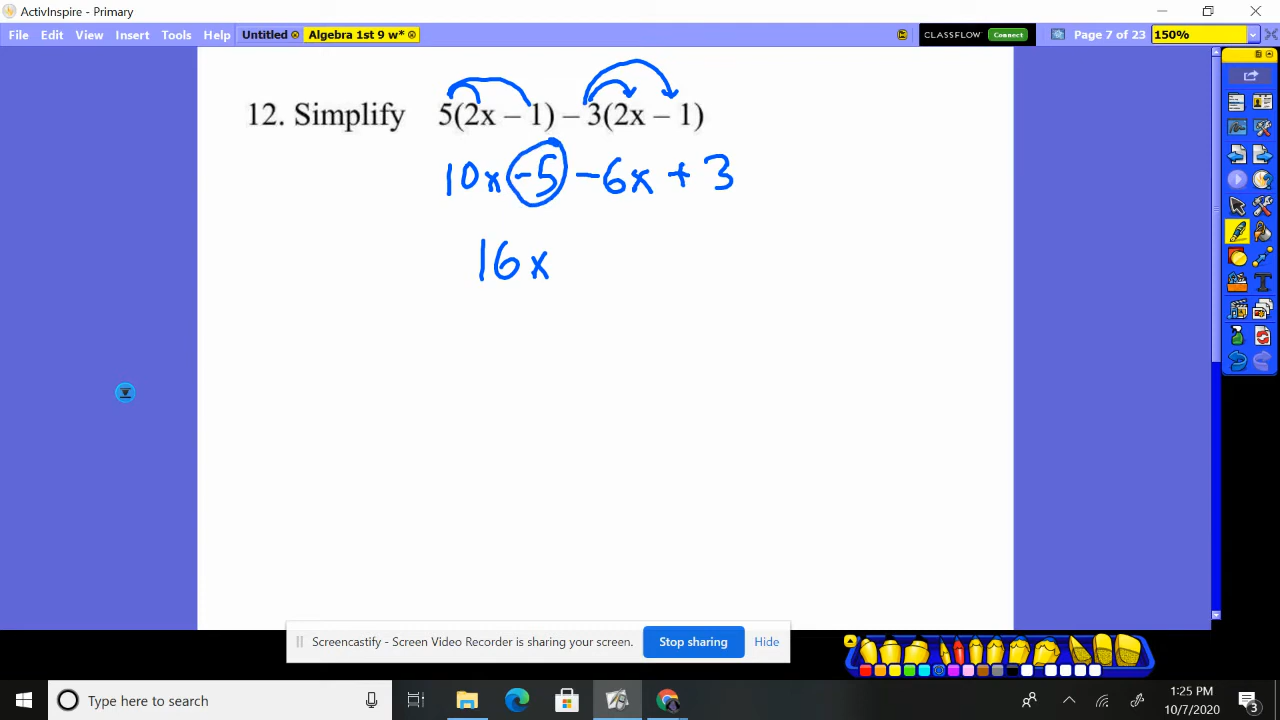 ActivInspire - Primary
File Edit View Insert Tools Help Untitled Algebra 1st 9 w* CLASSFLOW Connect Page 7 of 23 150%
12. Simplify 5(2x – 1) – 3(2x – 1)
10x -5 -6x + 3
16x
Screencastify - Screen Video Recorder is sharing your screen. Stop sharing Hide
Type here to search
1:25 PM
10/7/2020
3